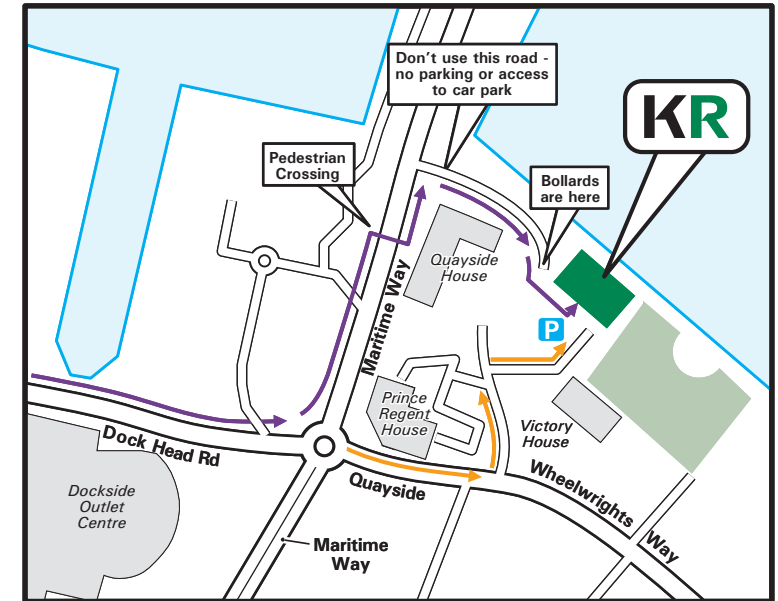 Don't use this road -
no parking or access
to car park
KR
Pedestrian
Crossing
Bollards
are here
Quayside
House
Maritime Way
P
Prince
Regent
House
Victory
House
Dock Head Rd
Quayside
Wheelwrights
Way
Dockside
Outlet
Centre
Maritime
Way